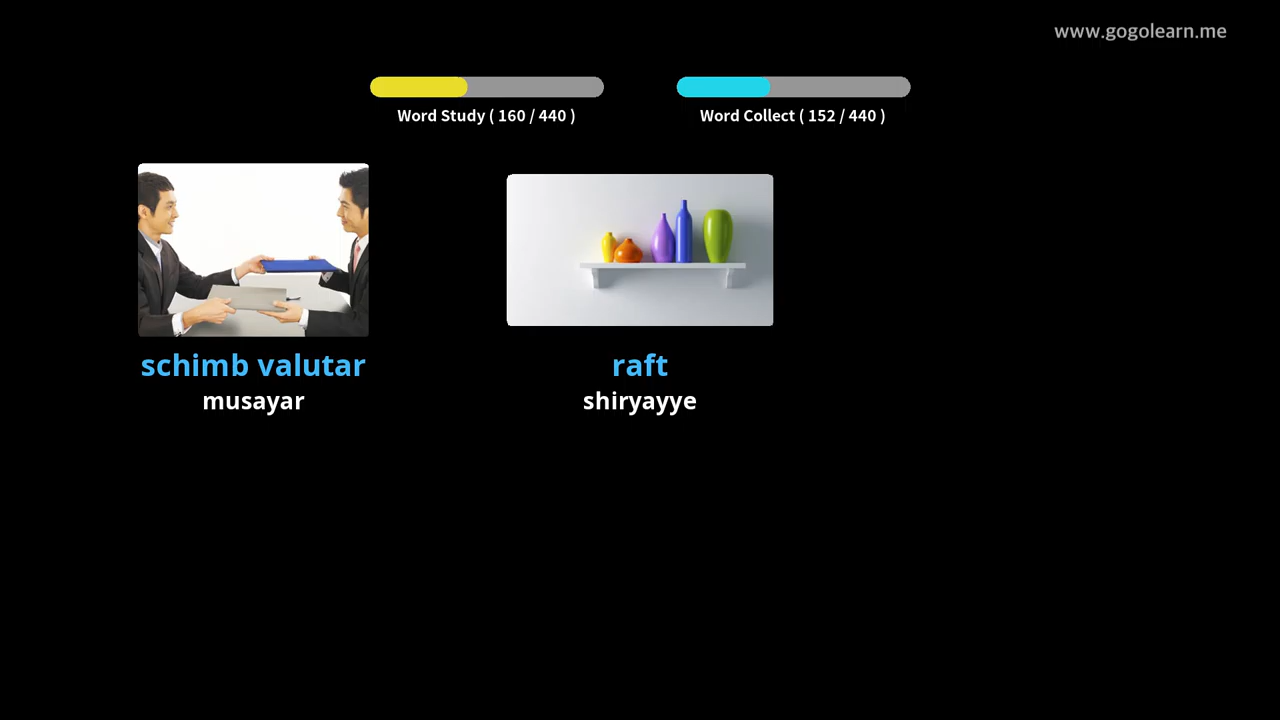 www.gogolearn.me
Word Study ( 160 / 440 )
Word Collect ( 152 / 440 )
schimb valutar
musayar
raft
shiryayye